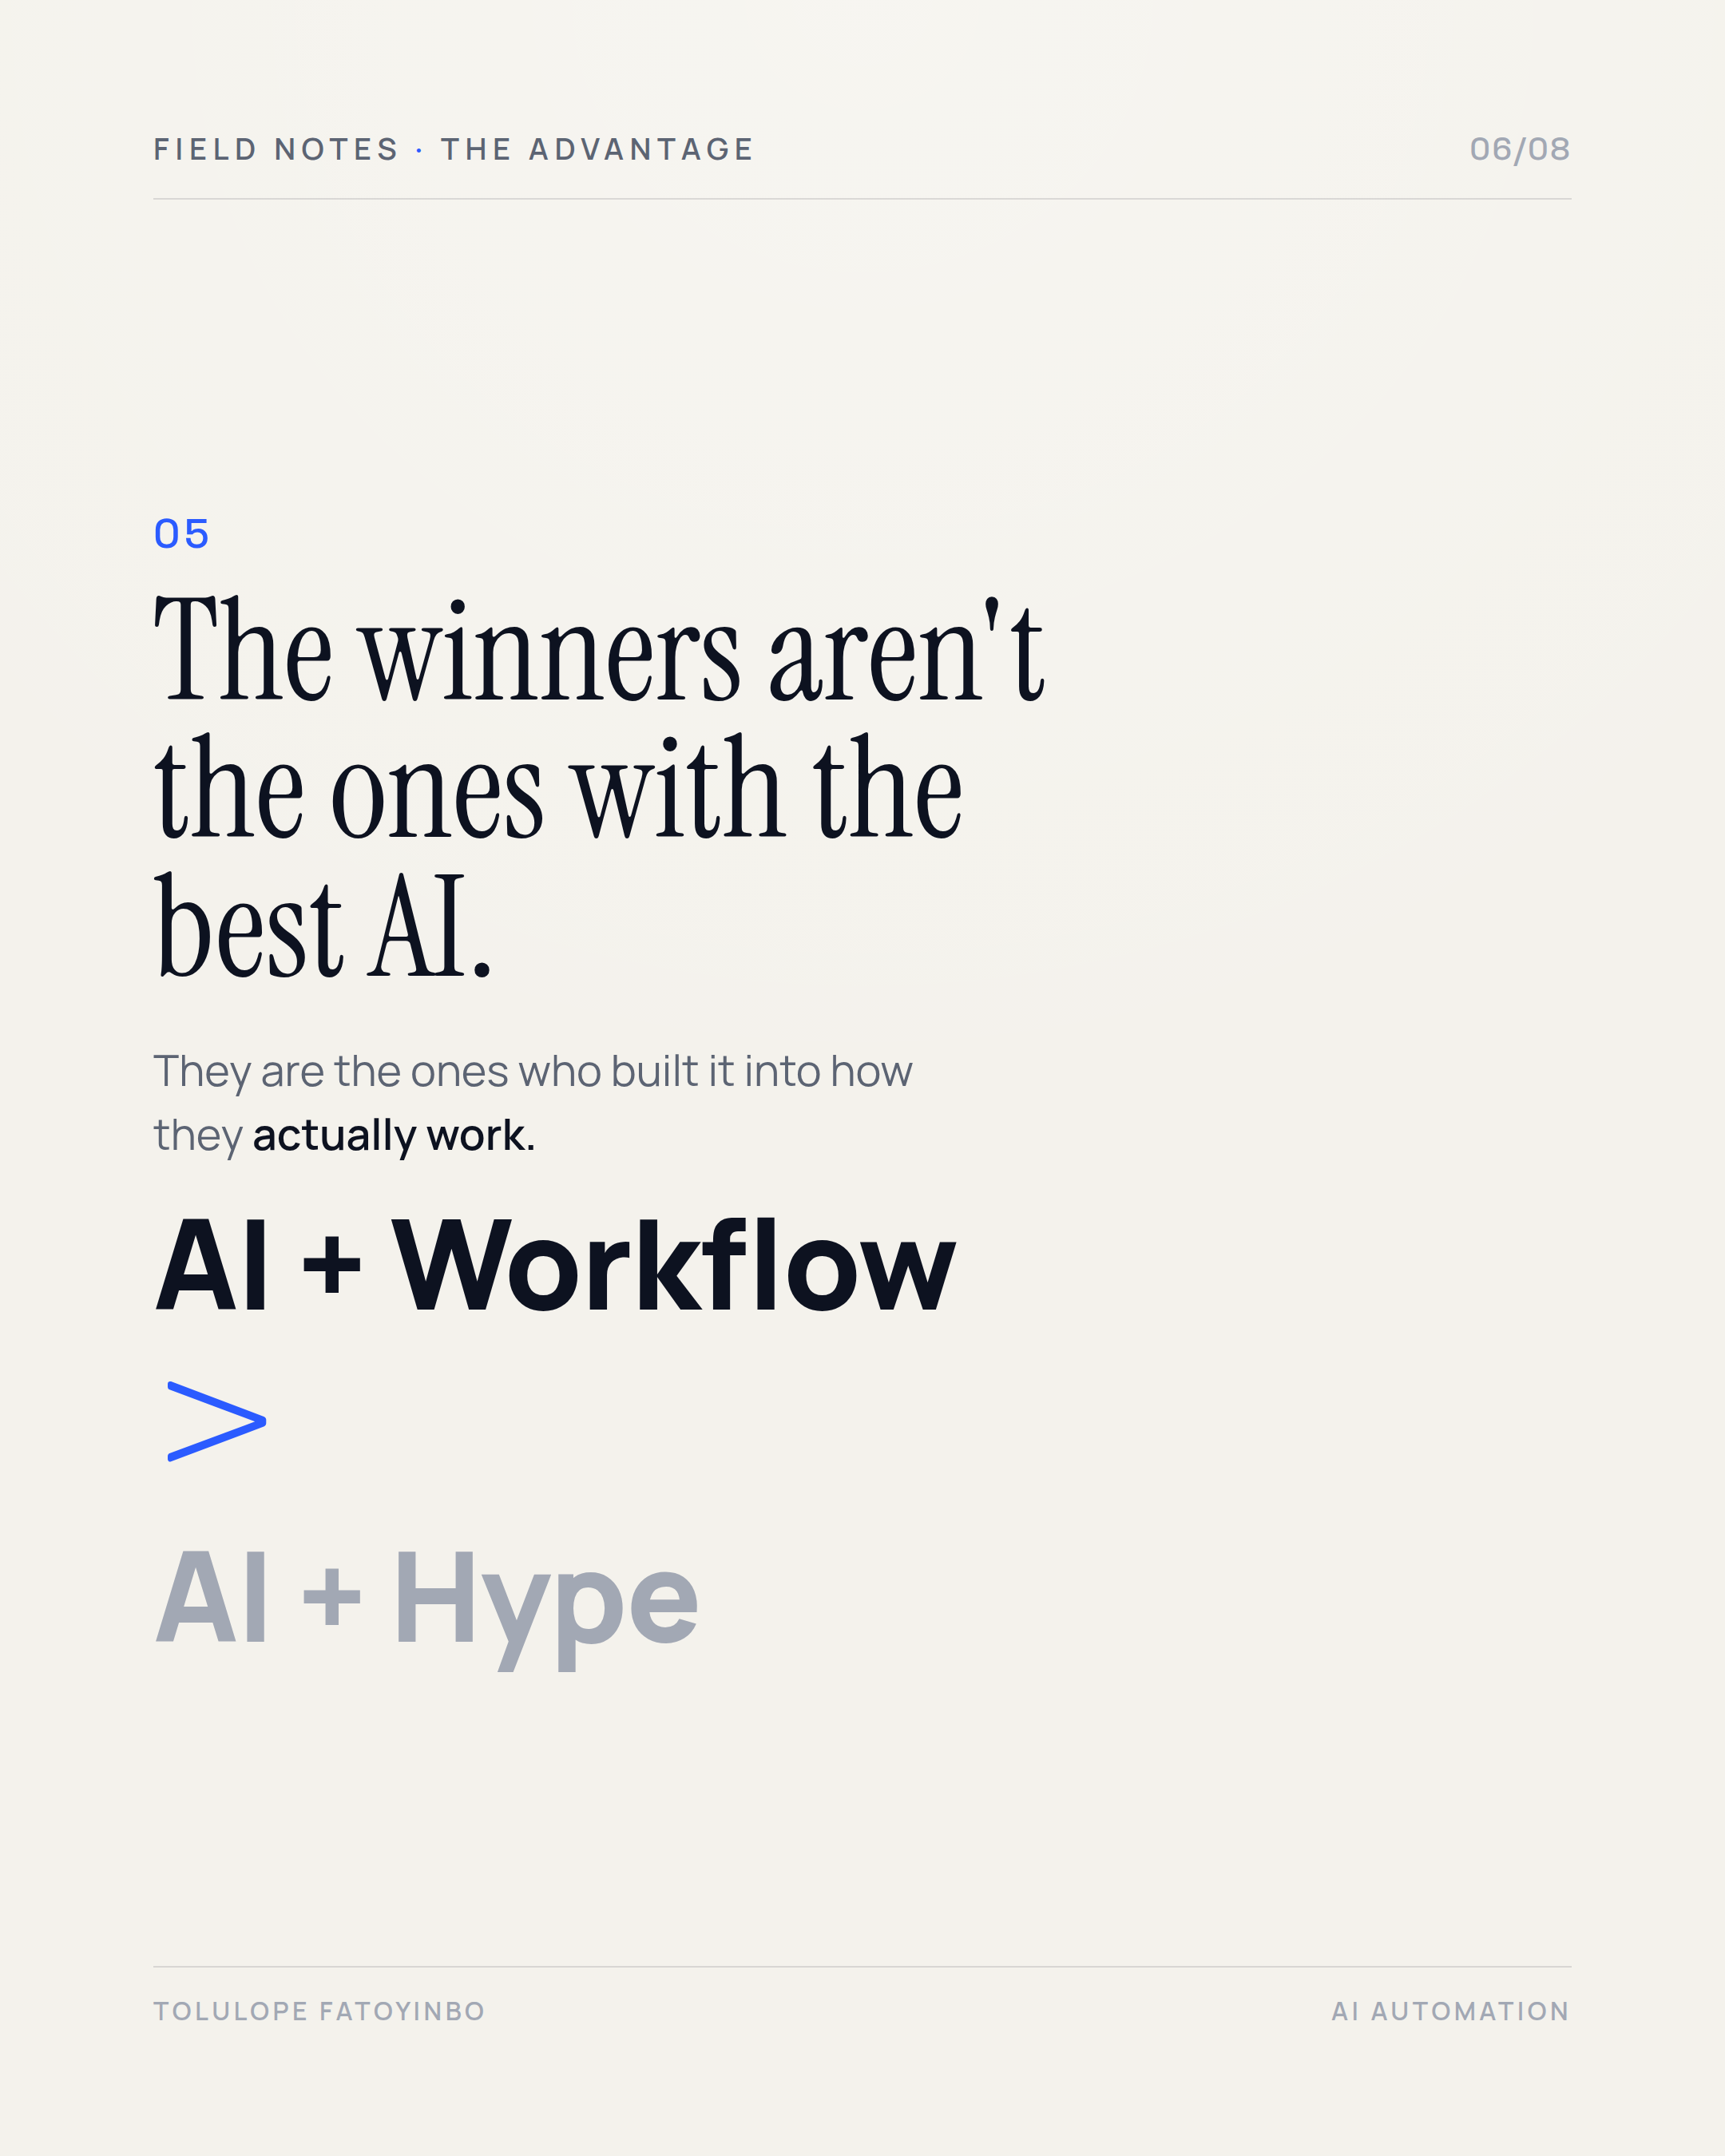 FIELD NOTES · THE ADVANTAGE
06/08
05
The winners aren't
the ones with the
best AI.
They are the ones who built it into how
they actually work.
AI + Workflow
>
AI + Hype
TOLULOPE FATOYINBO
AI AUTOMATION